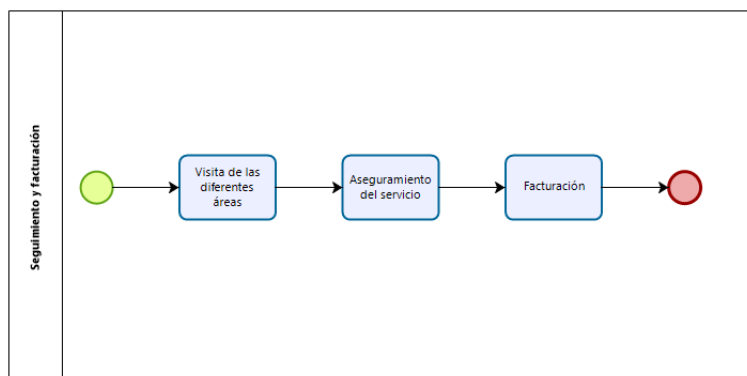 Seguimiento y facturación
Visita de las
diferentes
áreas
Aseguramiento
del servicio
Facturación